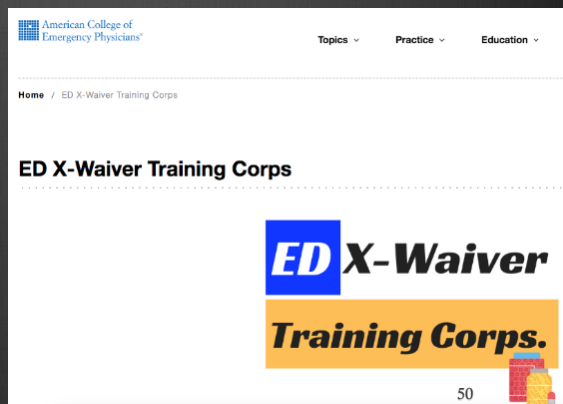 American College of
Emergency Physicians®
Topics Practice Education
Home / ED X-Waiver Training Corps
ED X-Waiver Training Corps
ED X-Waiver
Training Corps.
50